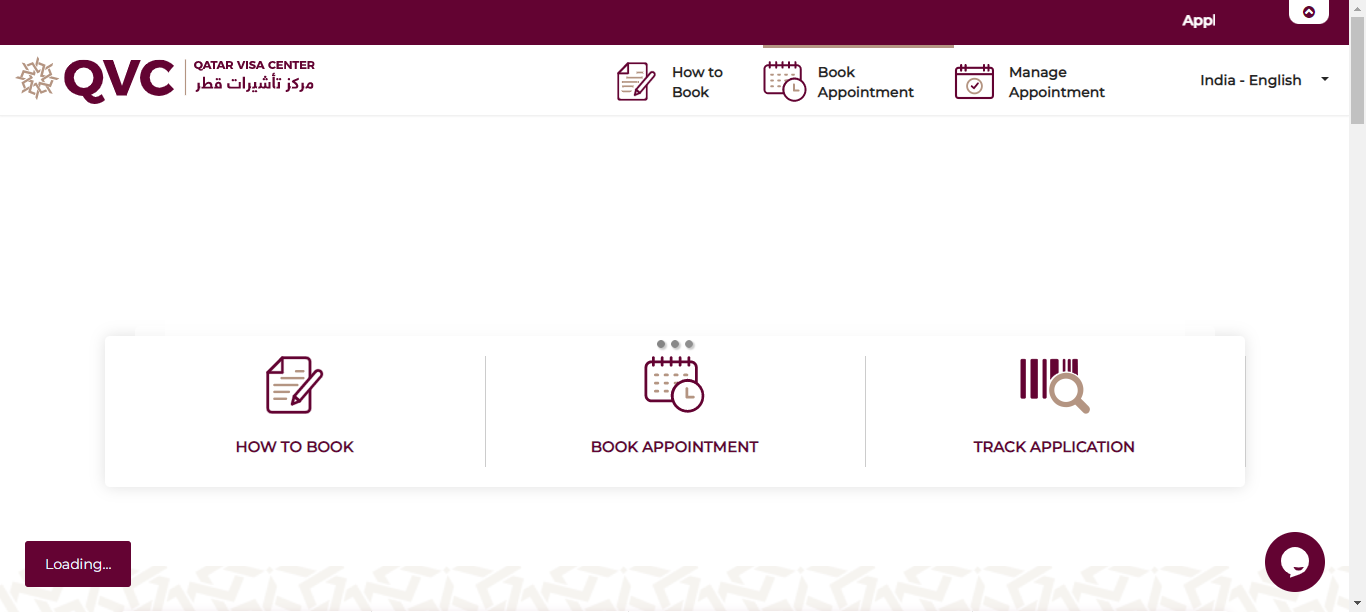 Appl
QVC
QATAR VISA CENTER
مركز تأشيرات قطر
How to
Book
Book
Appointment
Manage
Appointment
India - English
HOW TO BOOK
BOOK APPOINTMENT
TRACK APPLICATION
Loading...